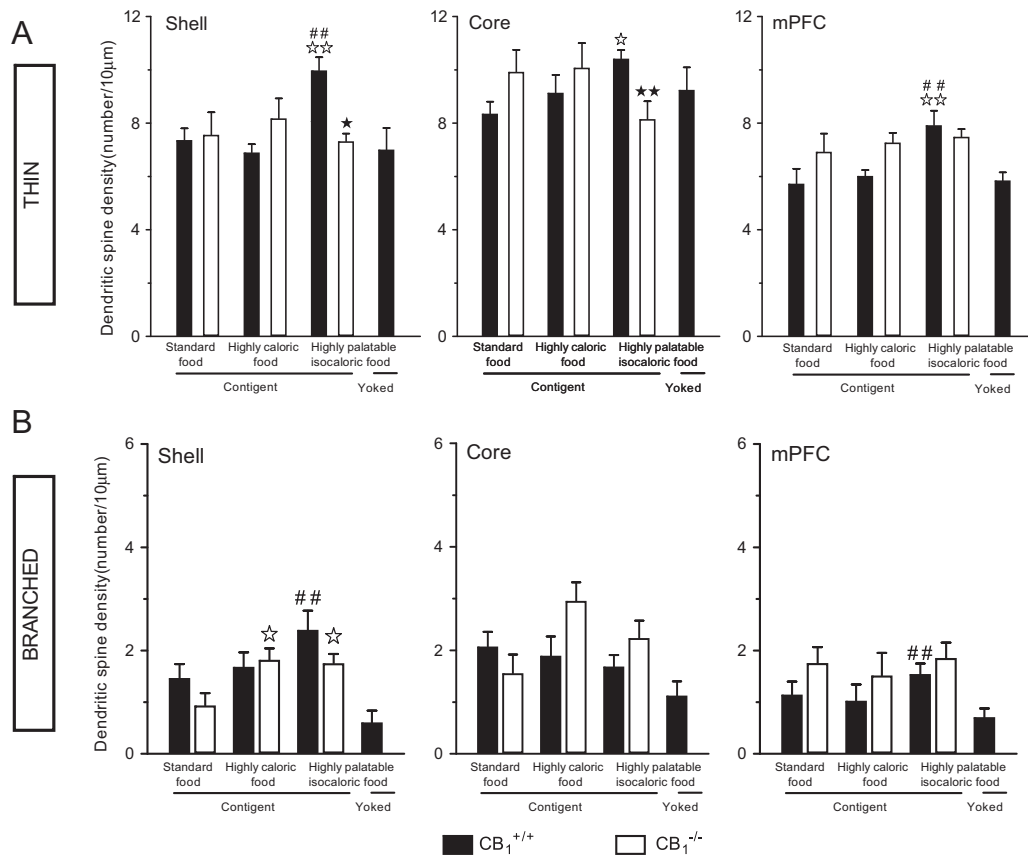 A
THIN
Dendritic spine density(number/10μm)
Shell
12
8
4
0
##
☆☆
★
Standard food
Highly caloric food
Highly palatable isocaloric food
Contigent
Yoked
Core
12
8
4
0
☆
★★
Standard food
Highly caloric food
Highly palatable isocaloric food
Contigent
Yoked
mPFC
12
8
4
0
##
☆☆
Standard food
Highly caloric food
Highly palatable isocaloric food
Contigent
Yoked
B
BRANCHED
Dendritic spine density(number/10μm)
Shell
6
4
2
0
☆
##
☆
Standard food
Highly caloric food
Highly palatable isocaloric food
Contigent
Yoked
Core
6
4
2
0
Standard food
Highly caloric food
Highly palatable isocaloric food
Contigent
Yoked
mPFC
6
4
2
0
##
Standard food
Highly caloric food
Highly palatable isocaloric food
Contigent
Yoked
CB₁⁺/⁺
CB₁⁻/⁻